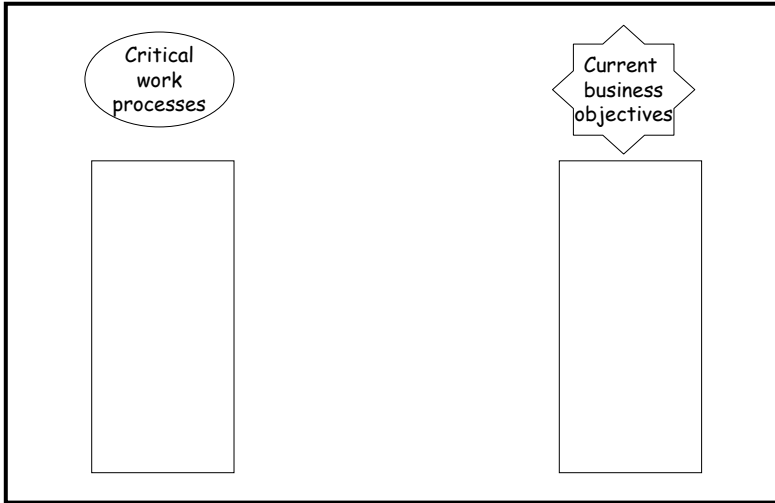 Critical
work
processes
Current
business
objectives